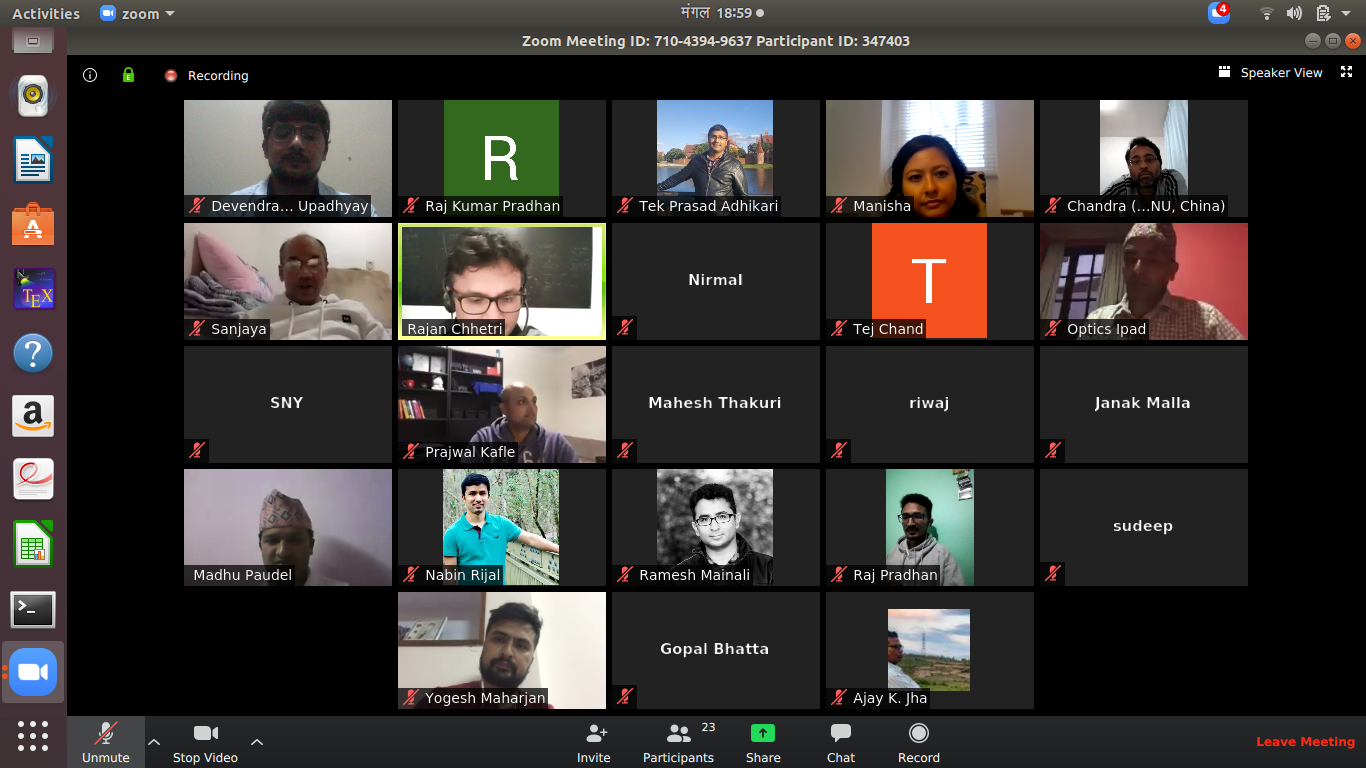 Activities zoom मंगल 18:59 4
Zoom Meeting ID: 710-4394-9637 Participant ID: 347403
E Recording Speaker View
Devendra... Upadhyay
R
Raj Kumar Pradhan
Tek Prasad Adhikari
Manisha
Chandra (...NU, China)
Sanjaya
Rajan Chhetri
Nirmal
T
Tej Chand
Optics Ipad
SNY
Prajwal Kafle
Mahesh Thakuri
riwaj
Janak Malla
Madhu Paudel
Nabin Rijal
Ramesh Mainali
Raj Pradhan
sudeep
Yogesh Maharjan
Gopal Bhatta
Ajay K. Jha
TEX
?
a
>_
Unmute
Stop Video
Invite
23
Participants
Share
Chat
Record
Leave Meeting